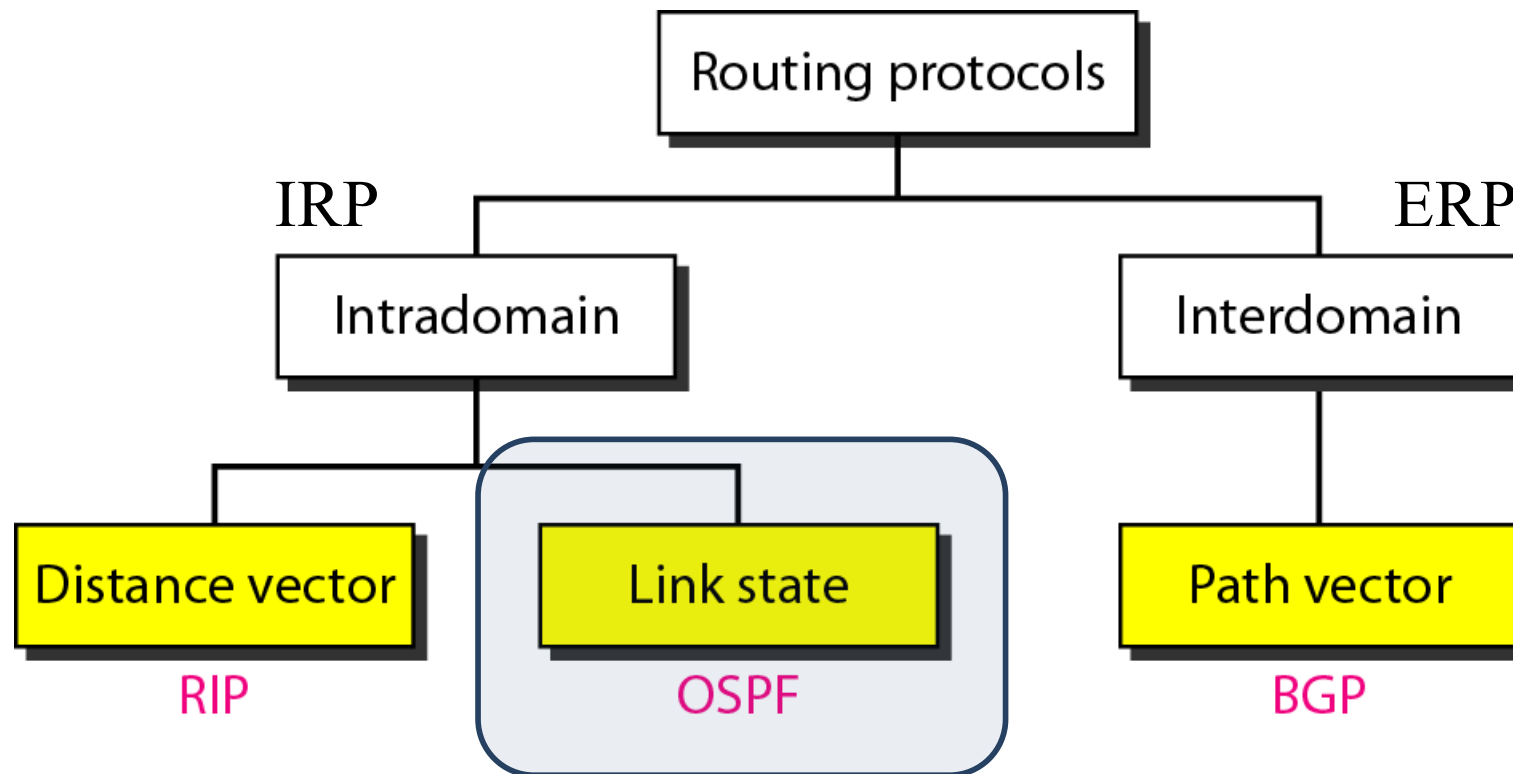 Routing protocols
IRP
ERP
Intradomain
Interdomain
Distance vector
Link state
Path vector
RIP
OSPF
BGP